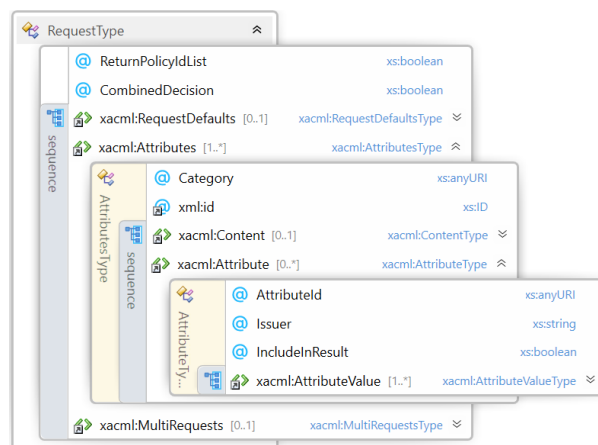 RequestType
@ ReturnPolicyIdList xs:boolean
@ CombinedDecision xs:boolean
xacml:RequestDefaults [0..1] xacml:RequestDefaultsType
sequence
xacml:Attributes [1..*] xacml:AttributesType
AttributesType
@ Category xs:anyURI
@ xml:id xs:ID
sequence
xacml:Content [0..1] xacml:ContentType
xacml:Attribute [0..*] xacml:AttributeType
AttributeTy...
@ AttributeId xs:anyURI
@ Issuer xs:string
@ IncludeInResult xs:boolean
xacml:AttributeValue [1..*] xacml:AttributeValueType
xacml:MultiRequests [0..1] xacml:MultiRequestsType